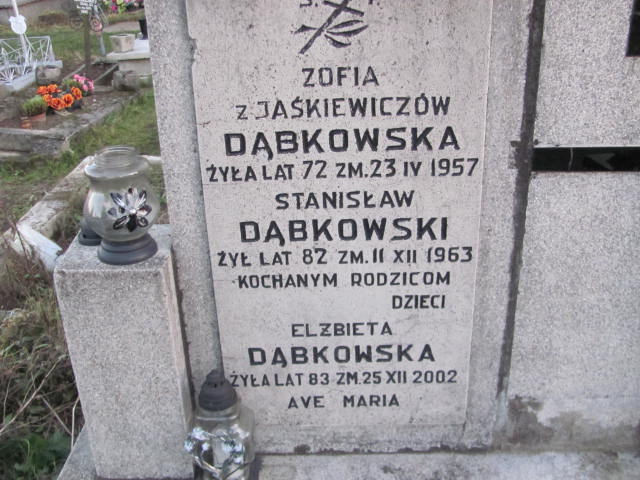 Ś. P.
ZOFIA
Z JAŚKIEWICZÓW
DĄBKOWSKA
ŻYŁA LAT 72 ZM. 23 IV 1957
STANISŁAW
DĄBKOWSKI
ŻYŁ LAT 82 ZM. 11 XII 1963
KOCHANYM RODZICOM
DZIECI
ELŻBIETA
DĄBKOWSKA
ŻYŁA LAT 83 ZM. 25 XII 2002
AVE MARIA